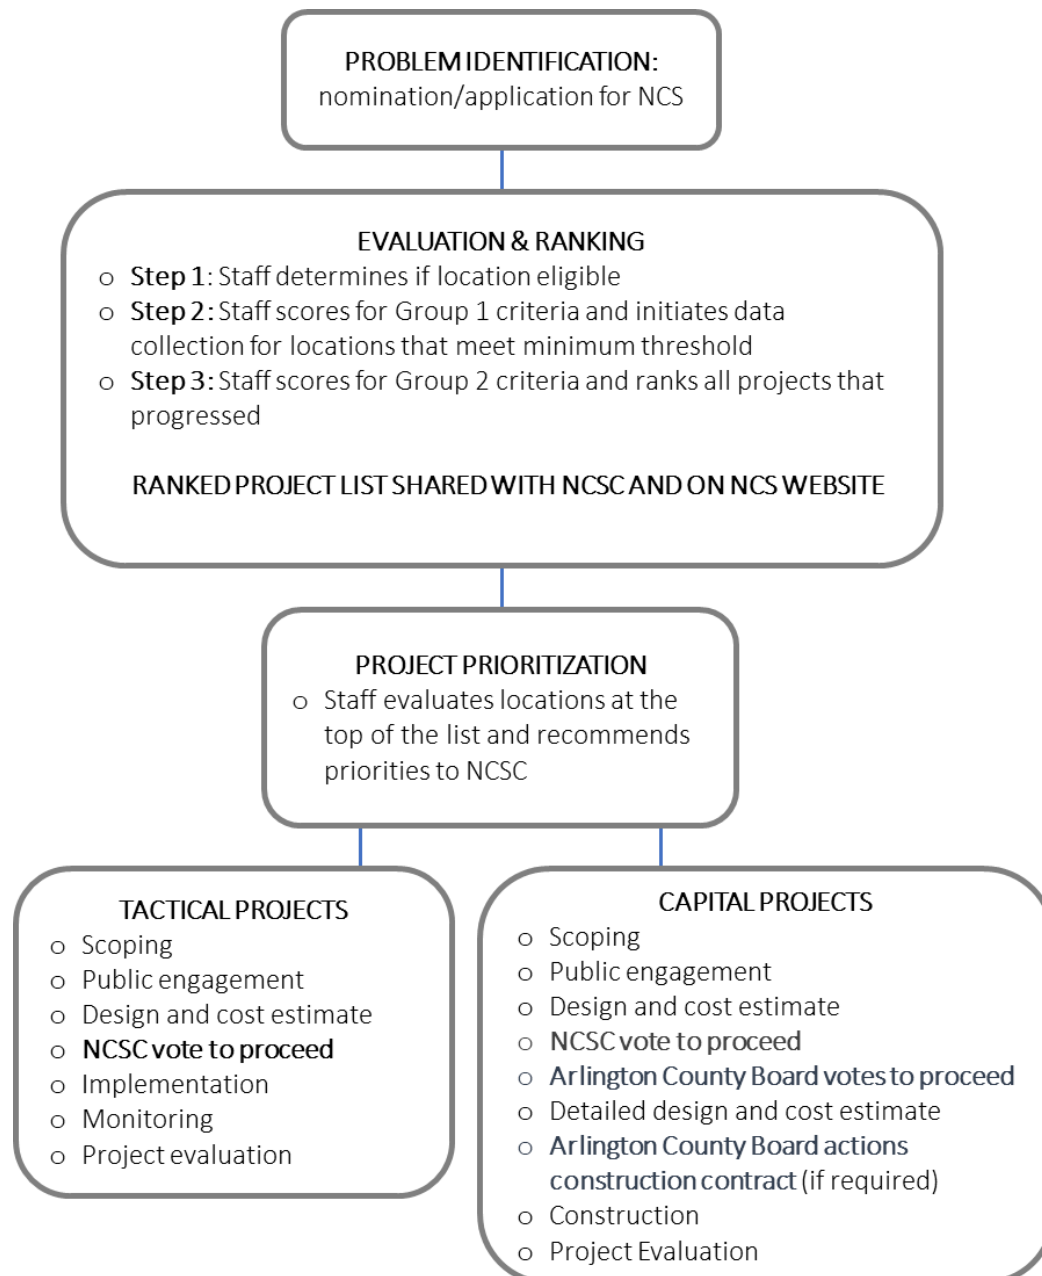 PROBLEM IDENTIFICATION:
nomination/application for NCS
EVALUATION & RANKING
o Step 1: Staff determines if location eligible
o Step 2: Staff scores for Group 1 criteria and initiates data
collection for locations that meet minimum threshold
o Step 3: Staff scores for Group 2 criteria and ranks all projects that
progressed
RANKED PROJECT LIST SHARED WITH NCSC AND ON NCS WEBSITE
PROJECT PRIORITIZATION
o Staff evaluates locations at the
top of the list and recommends
priorities to NCSC
TACTICAL PROJECTS
o Scoping
o Public engagement
o Design and cost estimate
o NCSC vote to proceed
o Implementation
o Monitoring
o Project evaluation
CAPITAL PROJECTS
o Scoping
o Public engagement
o Design and cost estimate
o NCSC vote to proceed
o Arlington County Board votes to proceed
o Detailed design and cost estimate
o Arlington County Board actions
construction contract (if required)
o Construction
o Project Evaluation